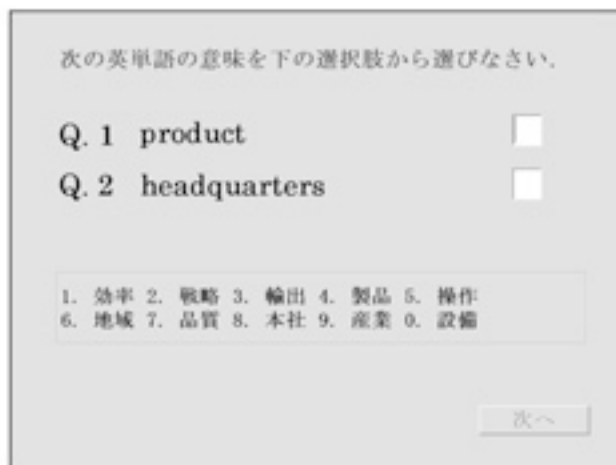 次の英単語の意味を下の選択肢から選びなさい.
Q. 1 product
Q. 2 headquarters
1. 効率 2. 戦略 3. 輸出 4. 製品 5. 操作
6. 地域 7. 品質 8. 本社 9. 産業 0. 設備
次へ